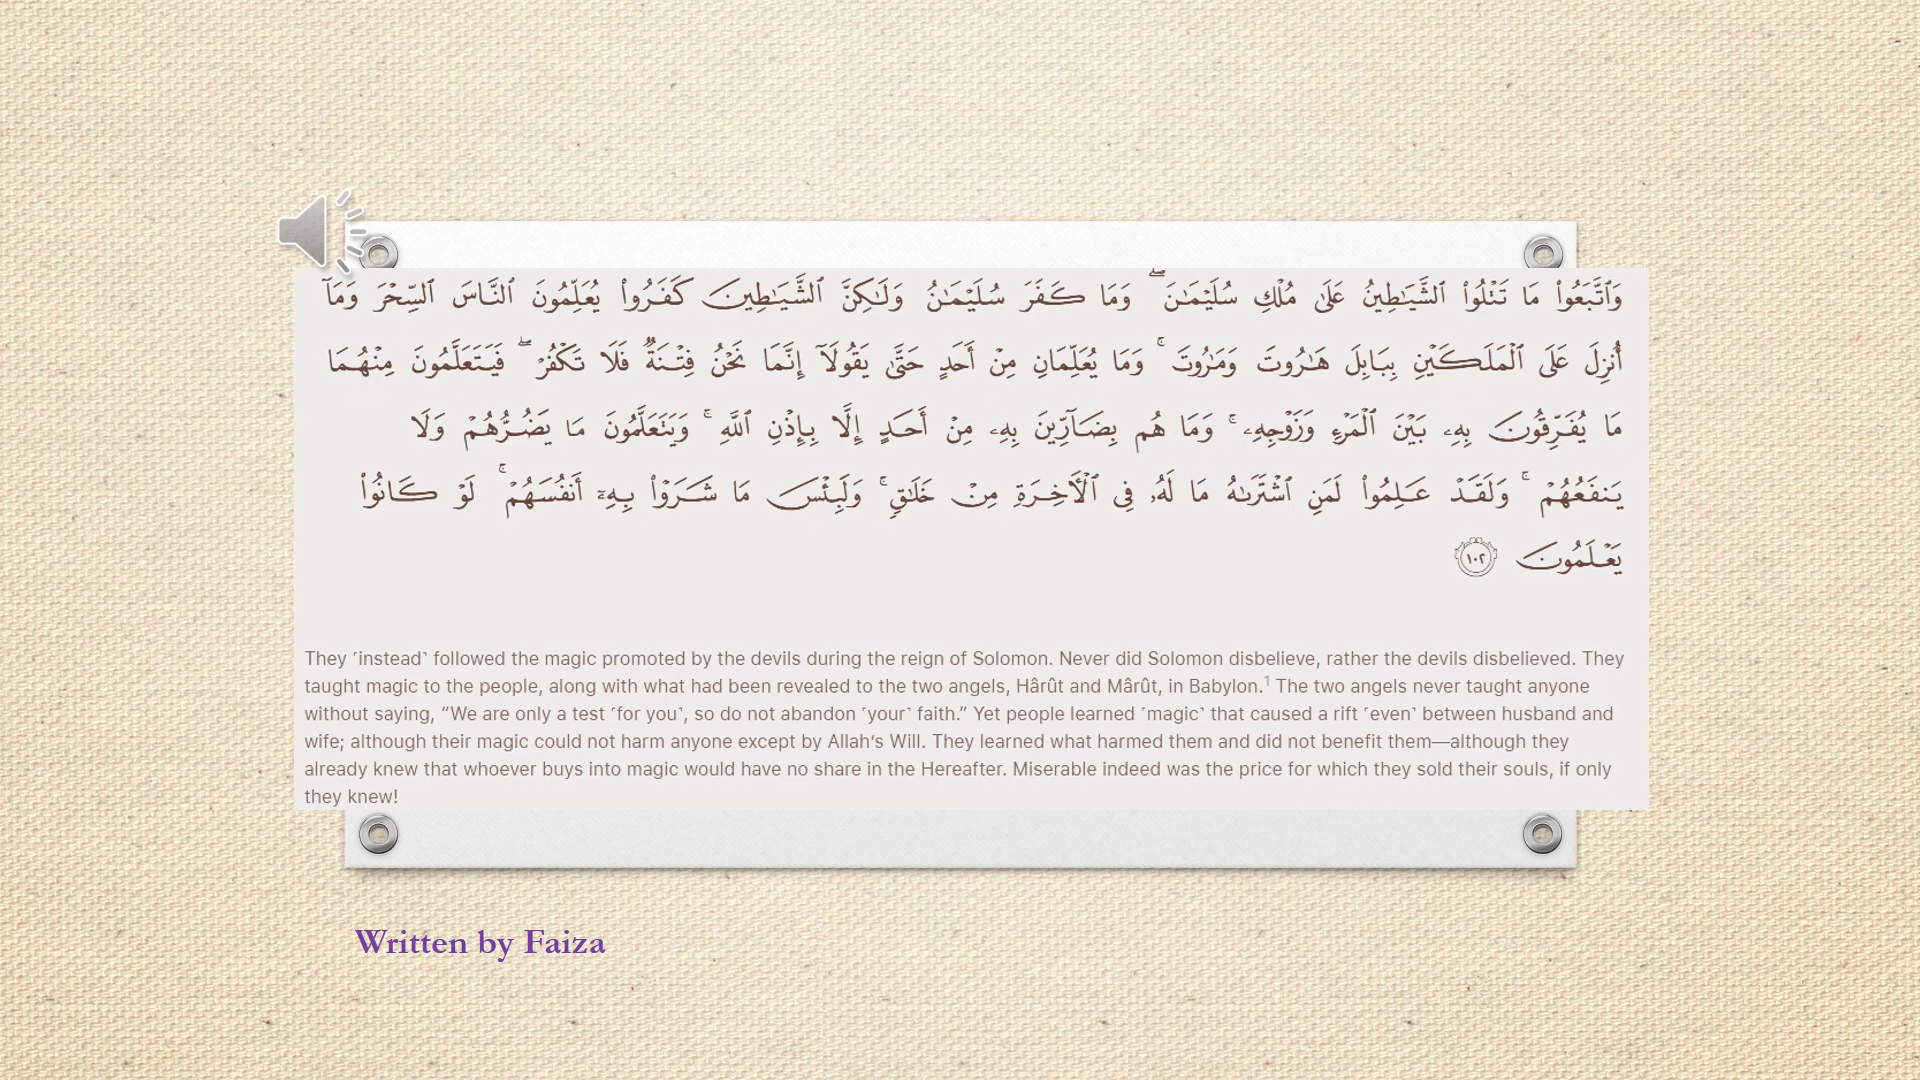 وَٱتَّبَعُوا۟ مَا تَتْلُوا۟ ٱلشَّيَـٰطِينُ عَلَىٰ مُلْكِ سُلَيْمَـٰنَ ۖ وَمَا كَفَرَ سُلَيْمَـٰنُ وَلَـٰكِنَّ ٱلشَّيَـٰطِينَ كَفَرُوا۟ يُعَلِّمُونَ ٱلنَّاسَ ٱلسِّحْرَ وَمَآ
أُنزِلَ عَلَى ٱلْمَلَكَيْنِ بِبَابِلَ هَـٰرُوتَ وَمَـٰرُوتَ ۚ وَمَا يُعَلِّمَانِ مِنْ أَحَدٍ حَتَّىٰ يَقُولَآ إِنَّمَا نَحْنُ فِتْنَةٌ فَلَا تَكْفُرْ ۖ فَيَتَعَلَّمُونَ مِنْهُمَا
مَا يُفَرِّقُونَ بِهِۦ بَيْنَ ٱلْمَرْءِ وَزَوْجِهِۦ ۚ وَمَا هُم بِضَآرِّينَ بِهِۦ مِنْ أَحَدٍ إِلَّا بِإِذْنِ ٱللَّهِ ۚ وَيَتَعَلَّمُونَ مَا يَضُرُّهُمْ وَلَا
يَنفَعُهُمْ ۚ وَلَقَدْ عَلِمُوا۟ لَمَنِ ٱشْتَرَىٰهُ مَا لَهُۥ فِى ٱلْـَٔاخِرَةِ مِنْ خَلَـٰقٍ ۚ وَلَبِئْسَ مَا شَرَوْا۟ بِهِۦٓ أَنفُسَهُمْ ۚ لَوْ كَانُوا۟
يَعْلَمُونَ ١٠٢
They ˹instead˺ followed the magic promoted by the devils during the reign of Solomon. Never did Solomon disbelieve, rather the devils disbelieved. They
taught magic to the people, along with what had been revealed to the two angels, Hârût and Mârût, in Babylon.¹ The two angels never taught anyone
without saying, “We are only a test ˹for you˺, so do not abandon ˹your˺ faith.” Yet people learned ˹magic˺ that caused a rift ˹even˺ between husband and
wife; although their magic could not harm anyone except by Allah’s Will. They learned what harmed them and did not benefit them—although they
already knew that whoever buys into magic would have no share in the Hereafter. Miserable indeed was the price for which they sold their souls, if only
they knew!
Written by Faiza